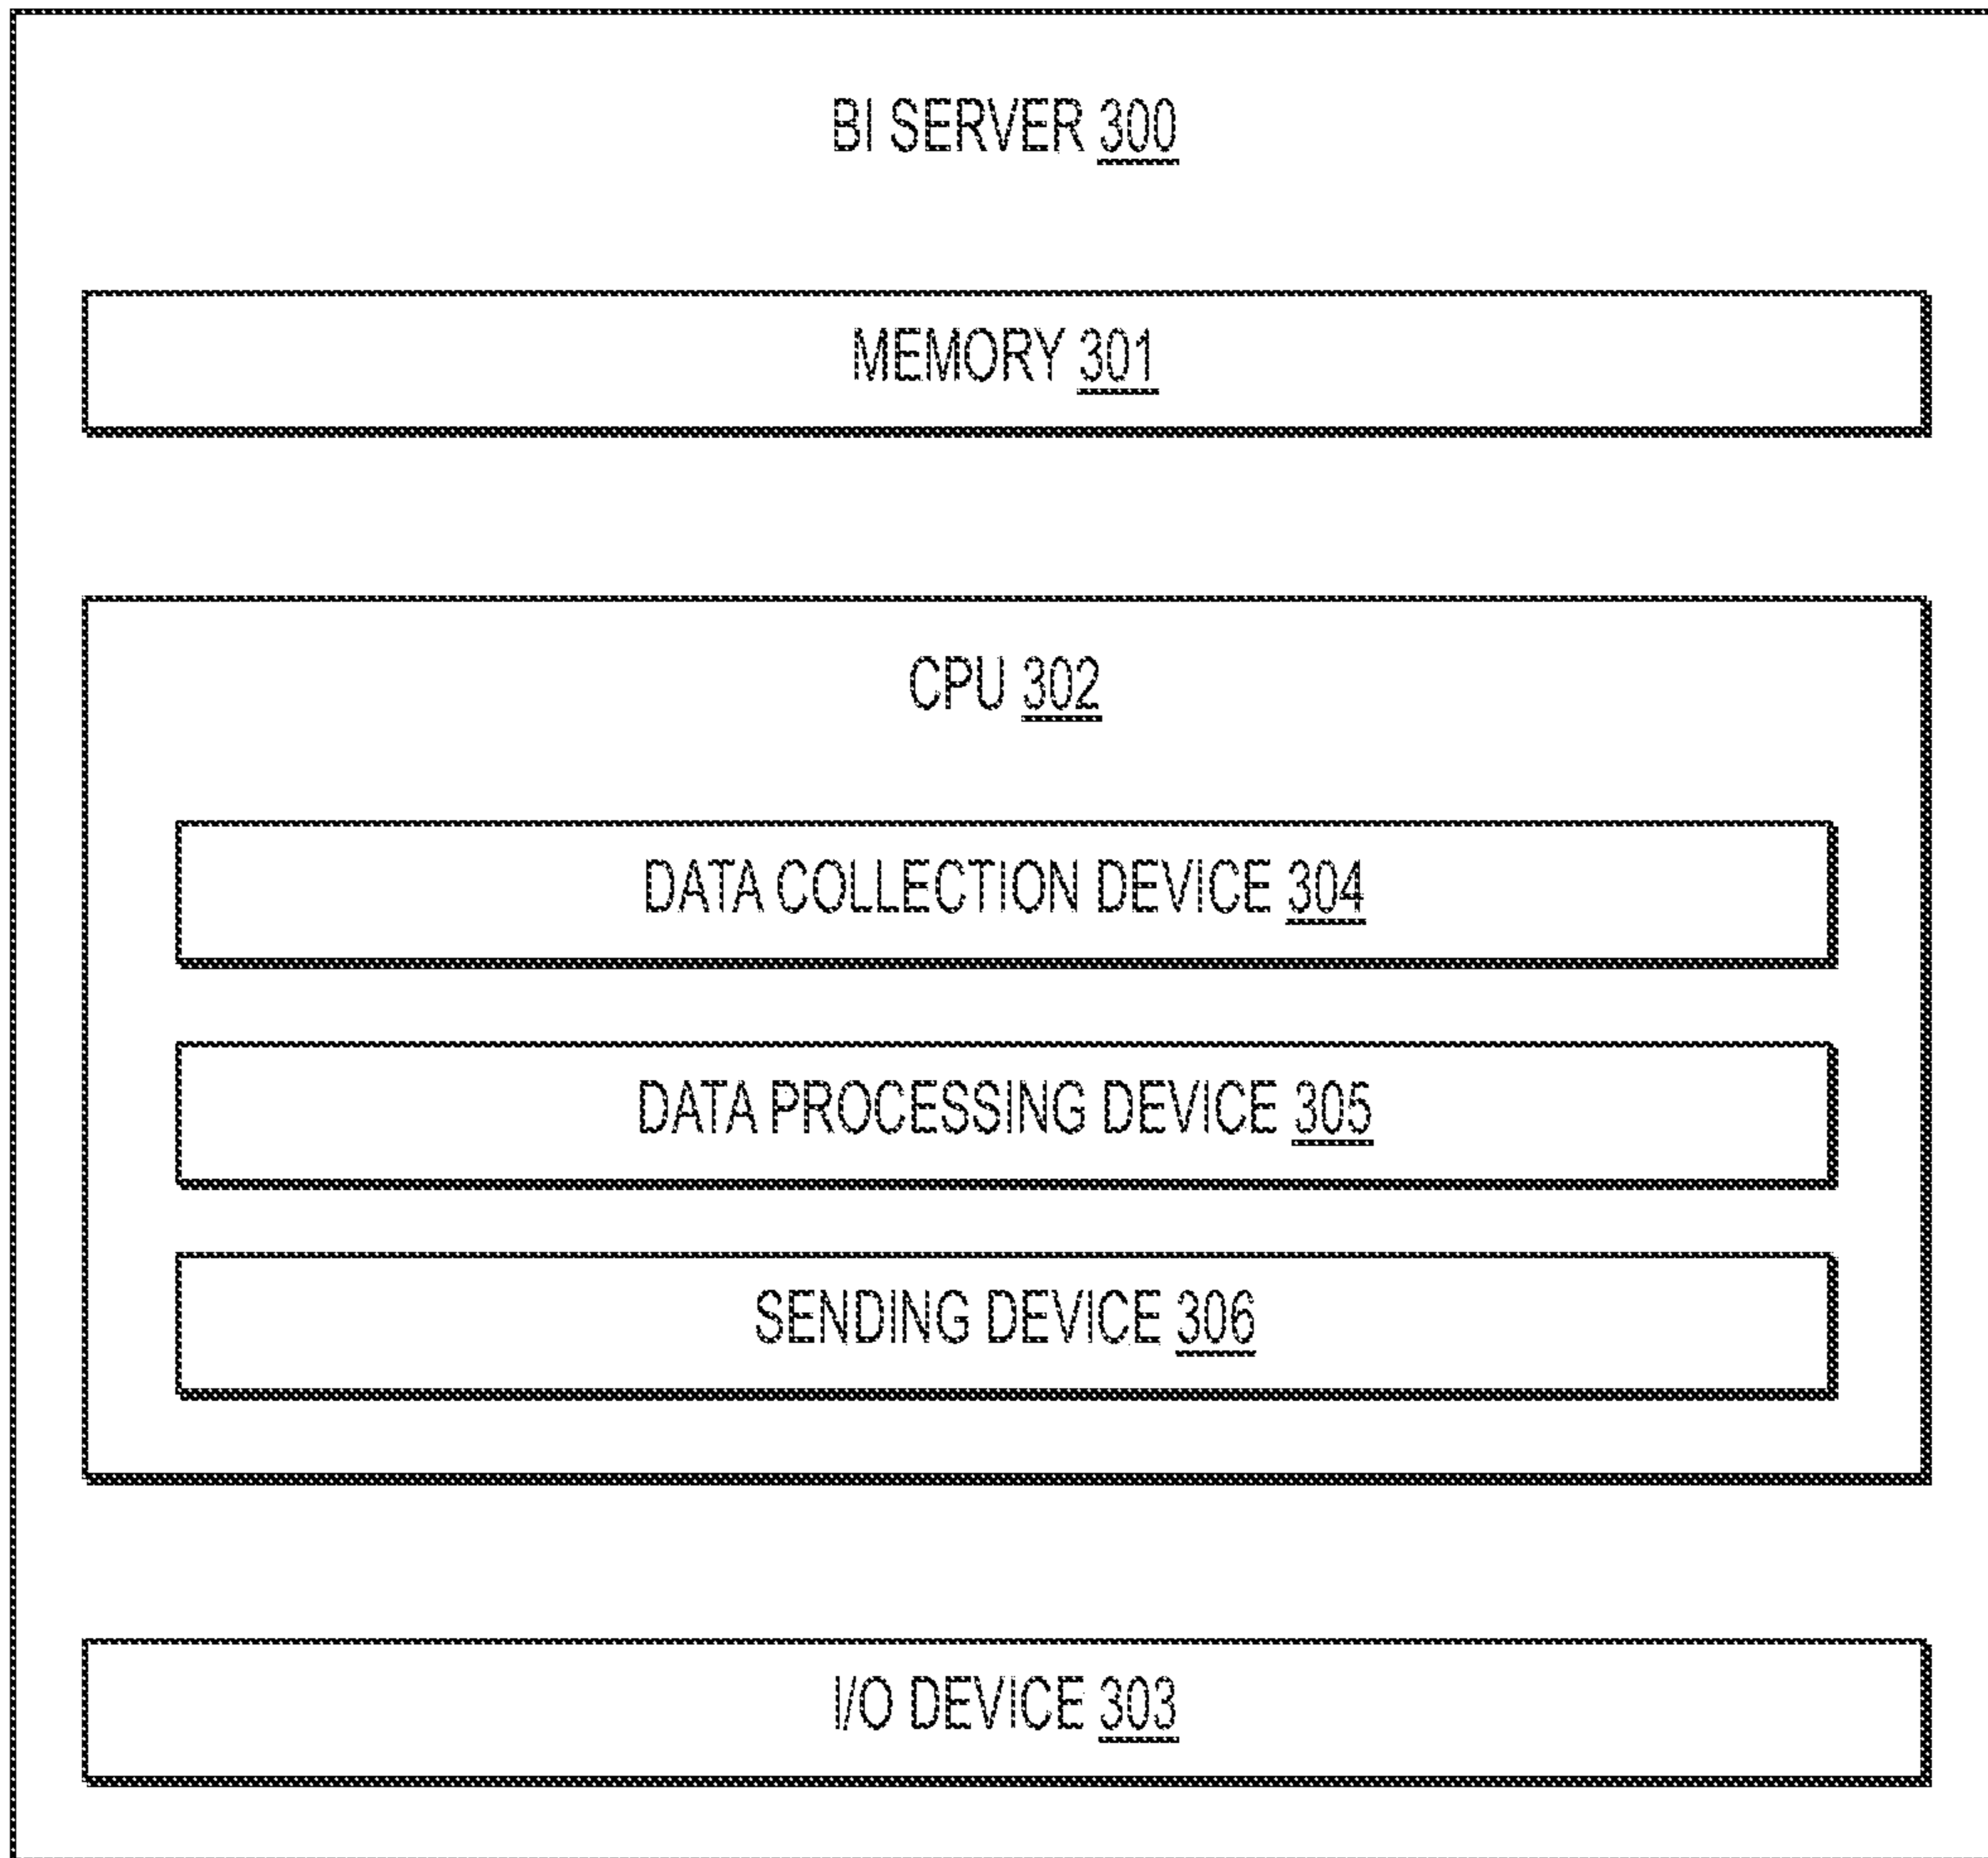 BI SERVER 300
MEMORY 301
CPU 302
DATA COLLECTION DEVICE 304
DATA PROCESSING DEVICE 305
SENDING DEVICE 306
I/O DEVICE 303